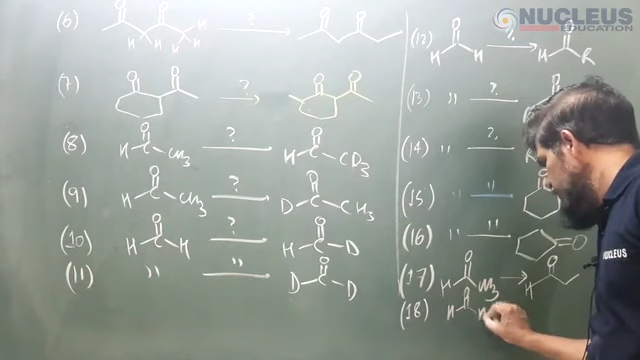 NUCLEUS
EDUCATION
(6) ?
H
H H
H
(7) ?
(8) H C O CH3 ? H C O CD3
(9) H C O CH3 ? D C O CH3
(10) H C O H ? H C O D
(11) " " D C O D
(12) H O H ? H O R
(13) " ?
(14) " ? R
(15) " "
(16) " " O
(17) H O CH3 H O
(18) H O
NUCLEUS